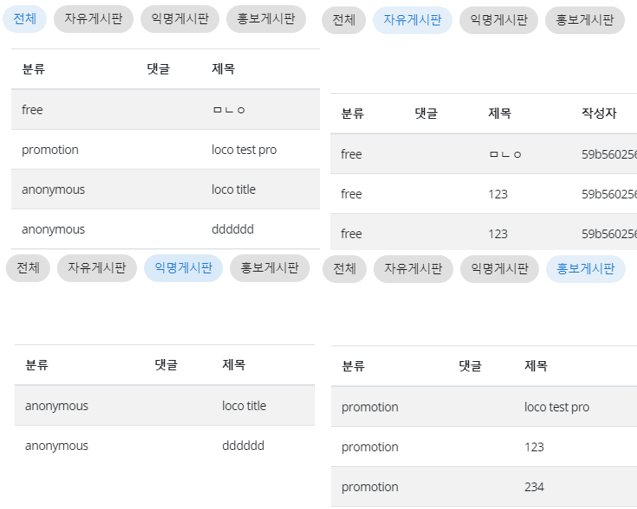 전체 자유게시판 익명게시판 홍보게시판
분류 댓글 제목
free ㅁㄴㅇ
promotion loco test pro
anonymous loco title
anonymous dddddd
전체 자유게시판 익명게시판 홍보게시판
분류 댓글 제목 작성자
free ㅁㄴㅇ 59b560256
free 123 59b560256
free 123 59b560256
전체 자유게시판 익명게시판 홍보게시판
분류 댓글 제목
anonymous loco title
anonymous dddddd
전체 자유게시판 익명게시판 홍보게시판
분류 댓글 제목
promotion loco test pro
promotion 123
promotion 234